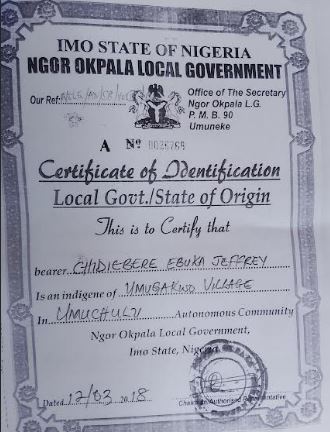 IMO STATE OF NIGERIA
NGOR OKPALA LOCAL GOVERNMENT
Our Ref:
Office of The Secretary
Ngor Okpala L.G.
P. M. B. 90
Umuneke
A Nº
Certificate of Identification
Local Govt./State of Origin
This is to Certify that
bearer CHIDIEBERE EBUKA JEFFREY
Is an indigene of UMUGAKWO VILLAGE
In UMUCHULU Autonomous Community
Ngor Okpala Local Government,
Imo State, Nigeria
Dated 12/03 2018